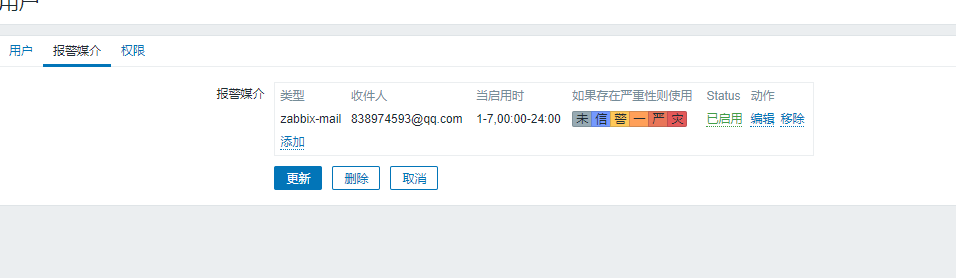 用户
用户 报警媒介 权限
报警媒介 类型 收件人 当启用时 如果存在严重性则使用 Status 动作
zabbix-mail 838974593@qq.com 1-7,00:00-24:00 未 信 警 一 严 灾 已启用 编辑 移除
添加
更新 删除 取消